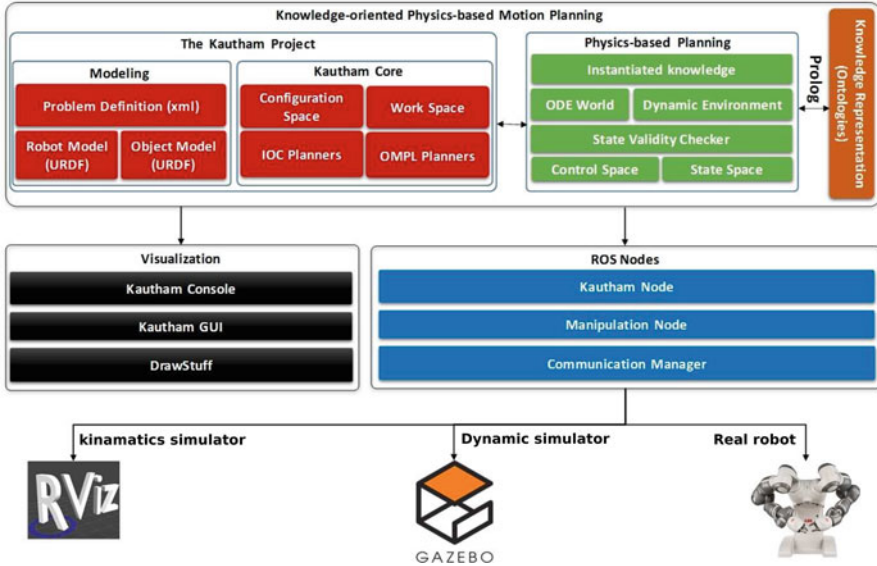 Knowledge-oriented Physics-based Motion Planning
The Kautham Project
Modeling
Problem Definition (xml)
Robot Model
(URDF)
Object Model
(URDF)
Kautham Core
Configuration
Space
Work Space
IOC Planners
OMPL Planners
Physics-based Planning
Instantiated knowledge
ODE World
Dynamic Environment
State Validity Checker
Control Space
State Space
Prolog
Knowledge Representation
(Ontologies)
Visualization
Kautham Console
Kautham GUI
DrawStuff
ROS Nodes
Kautham Node
Manipulation Node
Communication Manager
kinamatics simulator
Dynamic simulator
Real robot
RViz
GAZEBO